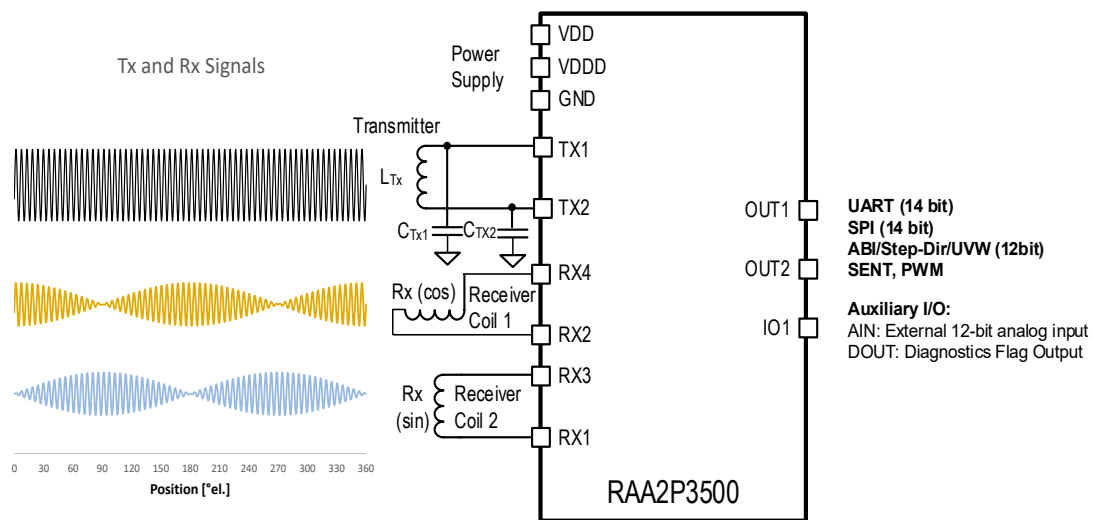 Tx and Rx Signals
0 30 60 90 120 150 180 210 240 270 300 330 360
Position [°el.]
Power
Supply
Transmitter
LTx
CTx1
CTX2
Rx (cos)
Receiver
Coil 1
Rx
(sin)
Receiver
Coil 2
VDD
VDDD
GND
TX1
TX2
RX4
RX2
RX3
RX1
OUT1
OUT2
IO1
RAA2P3500
UART (14 bit)
SPI (14 bit)
ABI/Step-Dir/UVW (12bit)
SENT, PWM
Auxiliary I/O:
AIN: External 12-bit analog input
DOUT: Diagnostics Flag Output